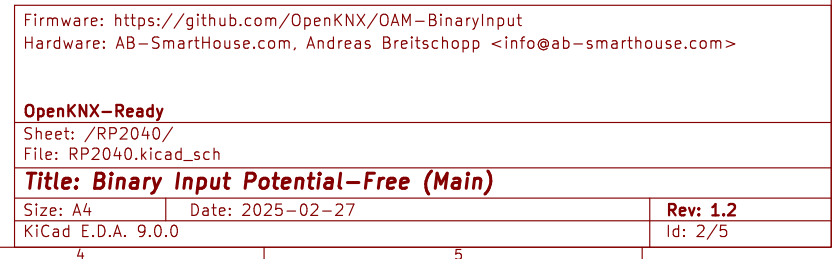 Firmware: https://github.com/OpenKNX/OAM-BinaryInput
Hardware: AB-SmartHouse.com, Andreas Breitschopp <info@ab-smarthouse.com>
OpenKNX-Ready
Sheet: /RP2040/
File: RP2040.kicad_sch
Title: Binary Input Potential-Free (Main)
Size: A4 Date: 2025-02-27 Rev: 1.2
KiCad E.D.A. 9.0.0 Id: 2/5
4 5